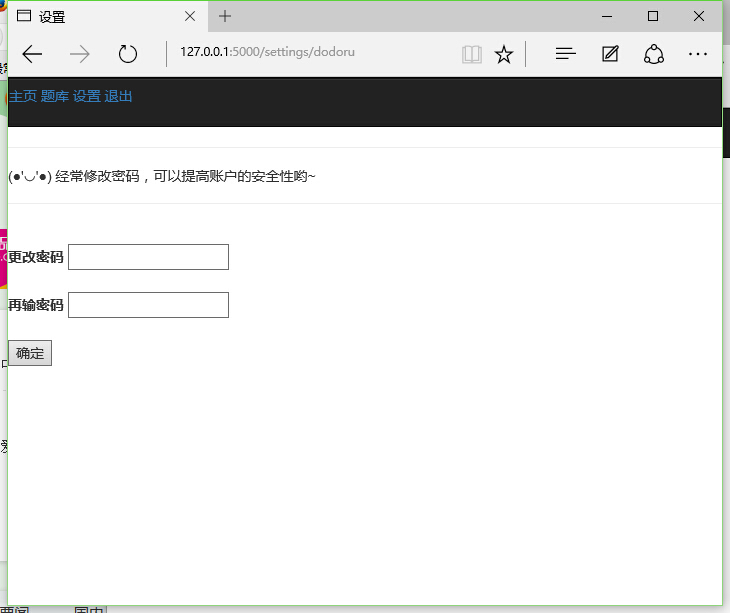 设置
127.0.0.1:5000/settings/dodoru
主页 题库 设置 退出
(●'◡'●) 经常修改密码，可以提高账户的安全性哟~
更改密码
再输密码
确定